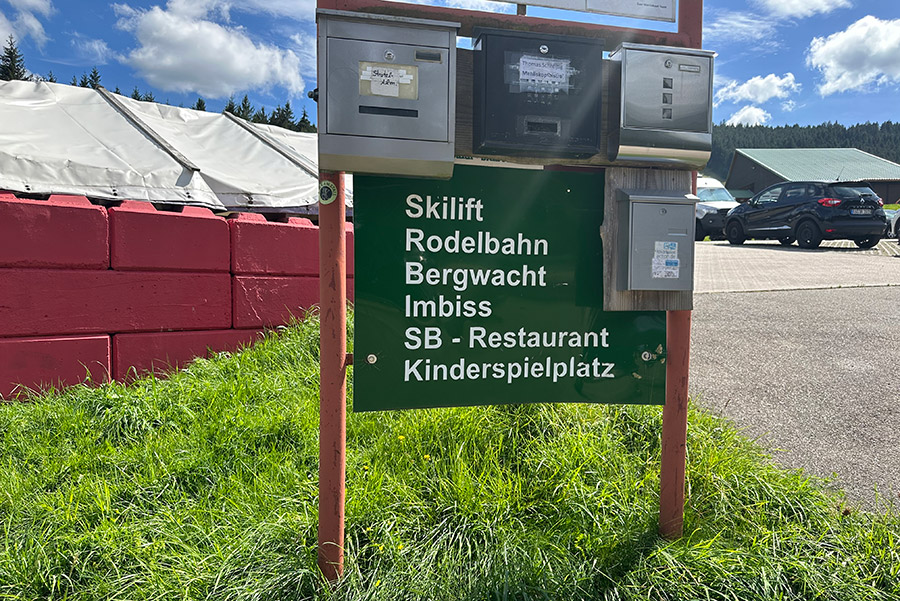 Skilift
Rodelbahn
Bergwacht
Imbiss
SB - Restaurant
Kinderspielplatz